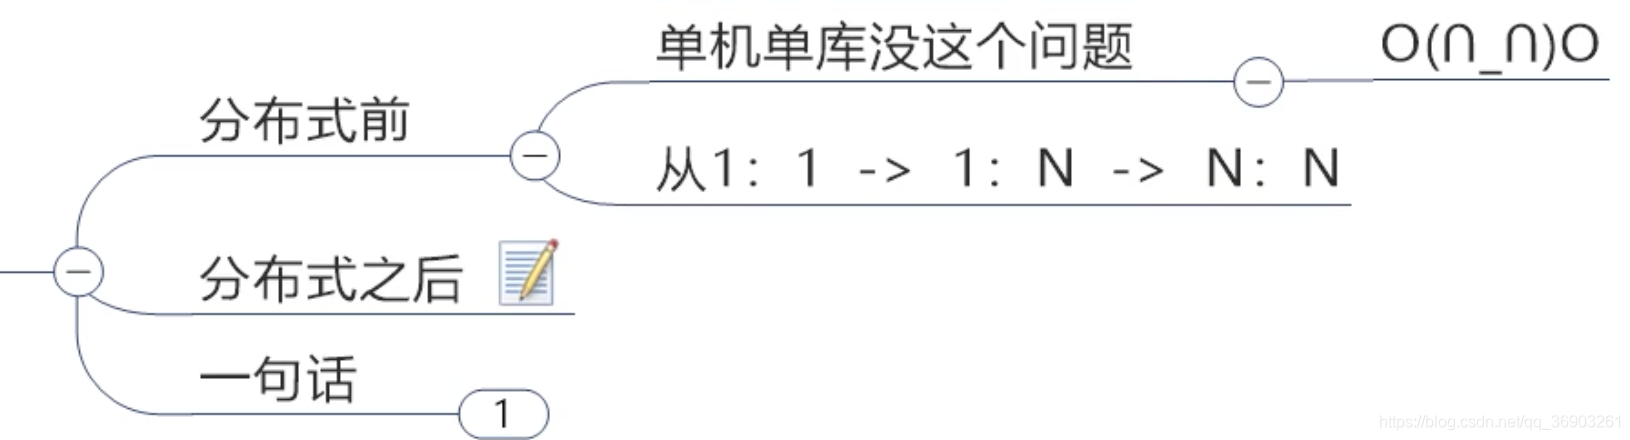 单机单库没这个问题
O(∩_∩)O
分布式前
从1：1 -> 1：N -> N：N
分布式之后
一句话
1
https://blog.csdn.net/qq_36903261